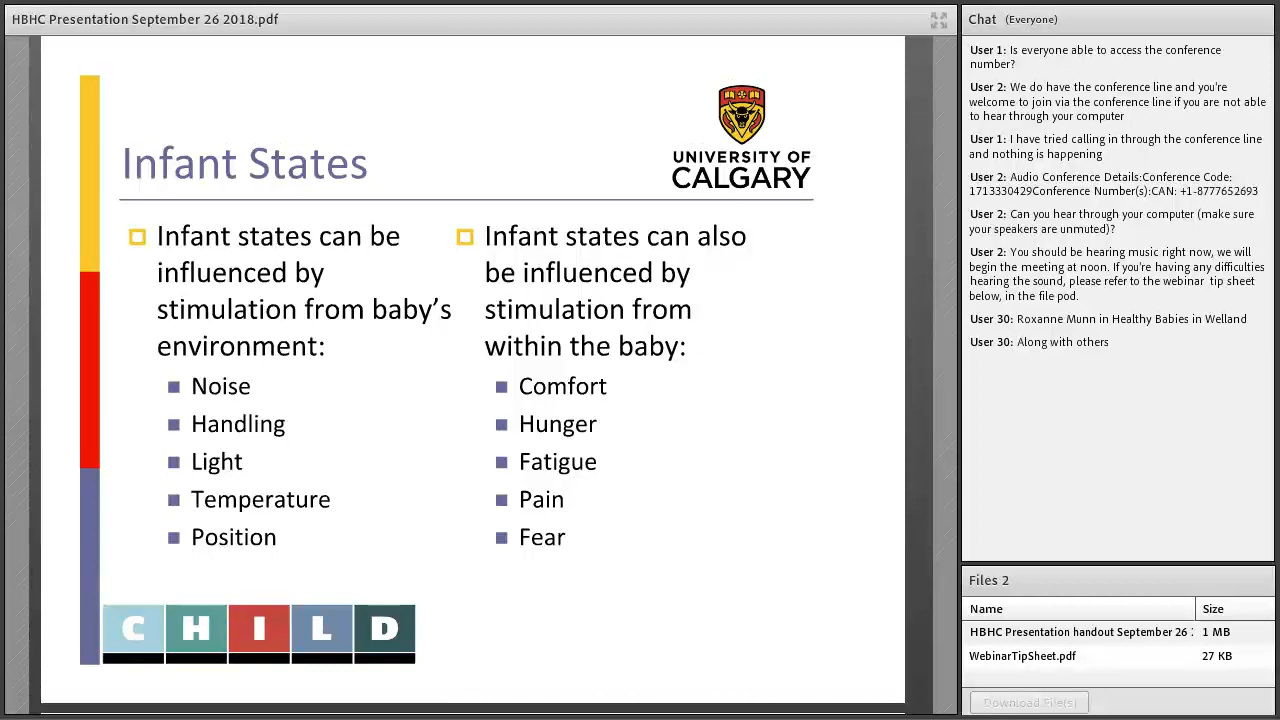 HBHC Presentation September 26 2018.pdf
Infant States
UNIVERSITY OF
CALGARY
Infant states can be
influenced by
stimulation from baby's
environment:
Noise
Handling
Light
Temperature
Position
Infant states can also
be influenced by
stimulation from
within the baby:
Comfort
Hunger
Fatigue
Pain
Fear
C H I L D
Chat (Everyone)
User 1: Is everyone able to access the conference
number?
User 2: We do have the conference line and you're
welcome to join via the conference line if you are not able
to hear through your computer
User 1: I have tried calling in through the conference line
and nothing is happening
User 2: Audio Conference Details:Conference Code:
1713330429Conference Number(s):CAN: +1-8777652693
User 2: Can you hear through your computer (make sure
your speakers are unmuted)?
User 2: You should be hearing music right now, we will
begin the meeting at noon. If you're having any difficulties
hearing the sound, please refer to the webinar tip sheet
below, in the file pod.
User 30: Roxanne Munn in Healthy Babies in Welland
User 30: Along with others
Files 2
Name Size
HBHC Presentation handout September 26 1 MB
WebinarTipSheet.pdf 27 KB
Download File(s)